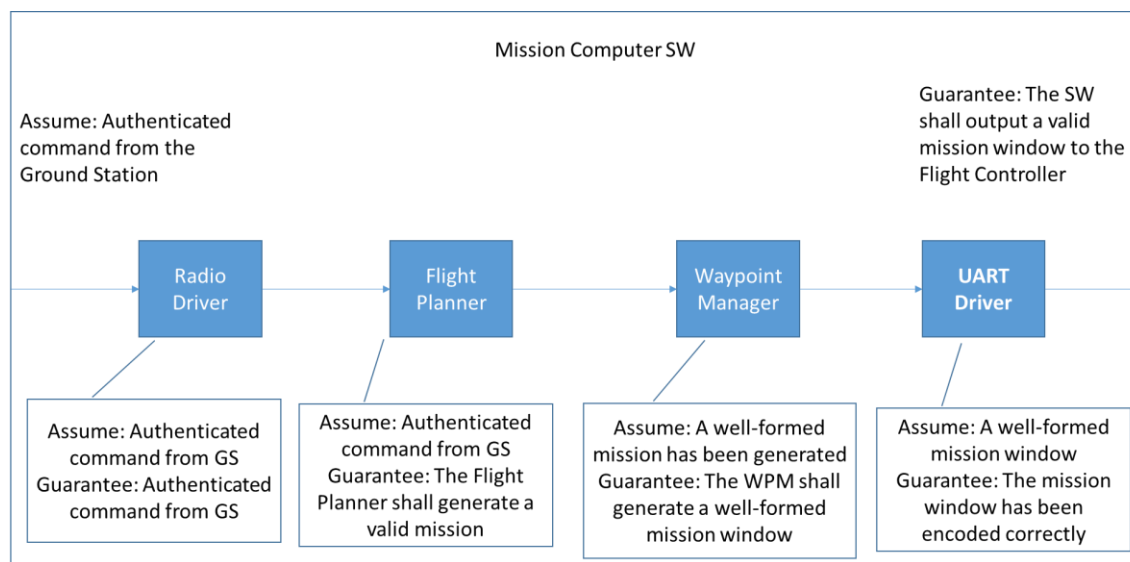 Mission Computer SW
Assume: Authenticated
command from the
Ground Station
Guarantee: The SW
shall output a valid
mission window to the
Flight Controller
Radio
Driver
Flight
Planner
Waypoint
Manager
UART
Driver
Assume: Authenticated
command from GS
Guarantee: Authenticated
command from GS
Assume: Authenticated
command from GS
Guarantee: The Flight
Planner shall generate a
valid mission
Assume: A well-formed
mission has been generated
Guarantee: The WPM shall
generate a well-formed
mission window
Assume: A well-formed
mission window
Guarantee: The mission
window has been
encoded correctly